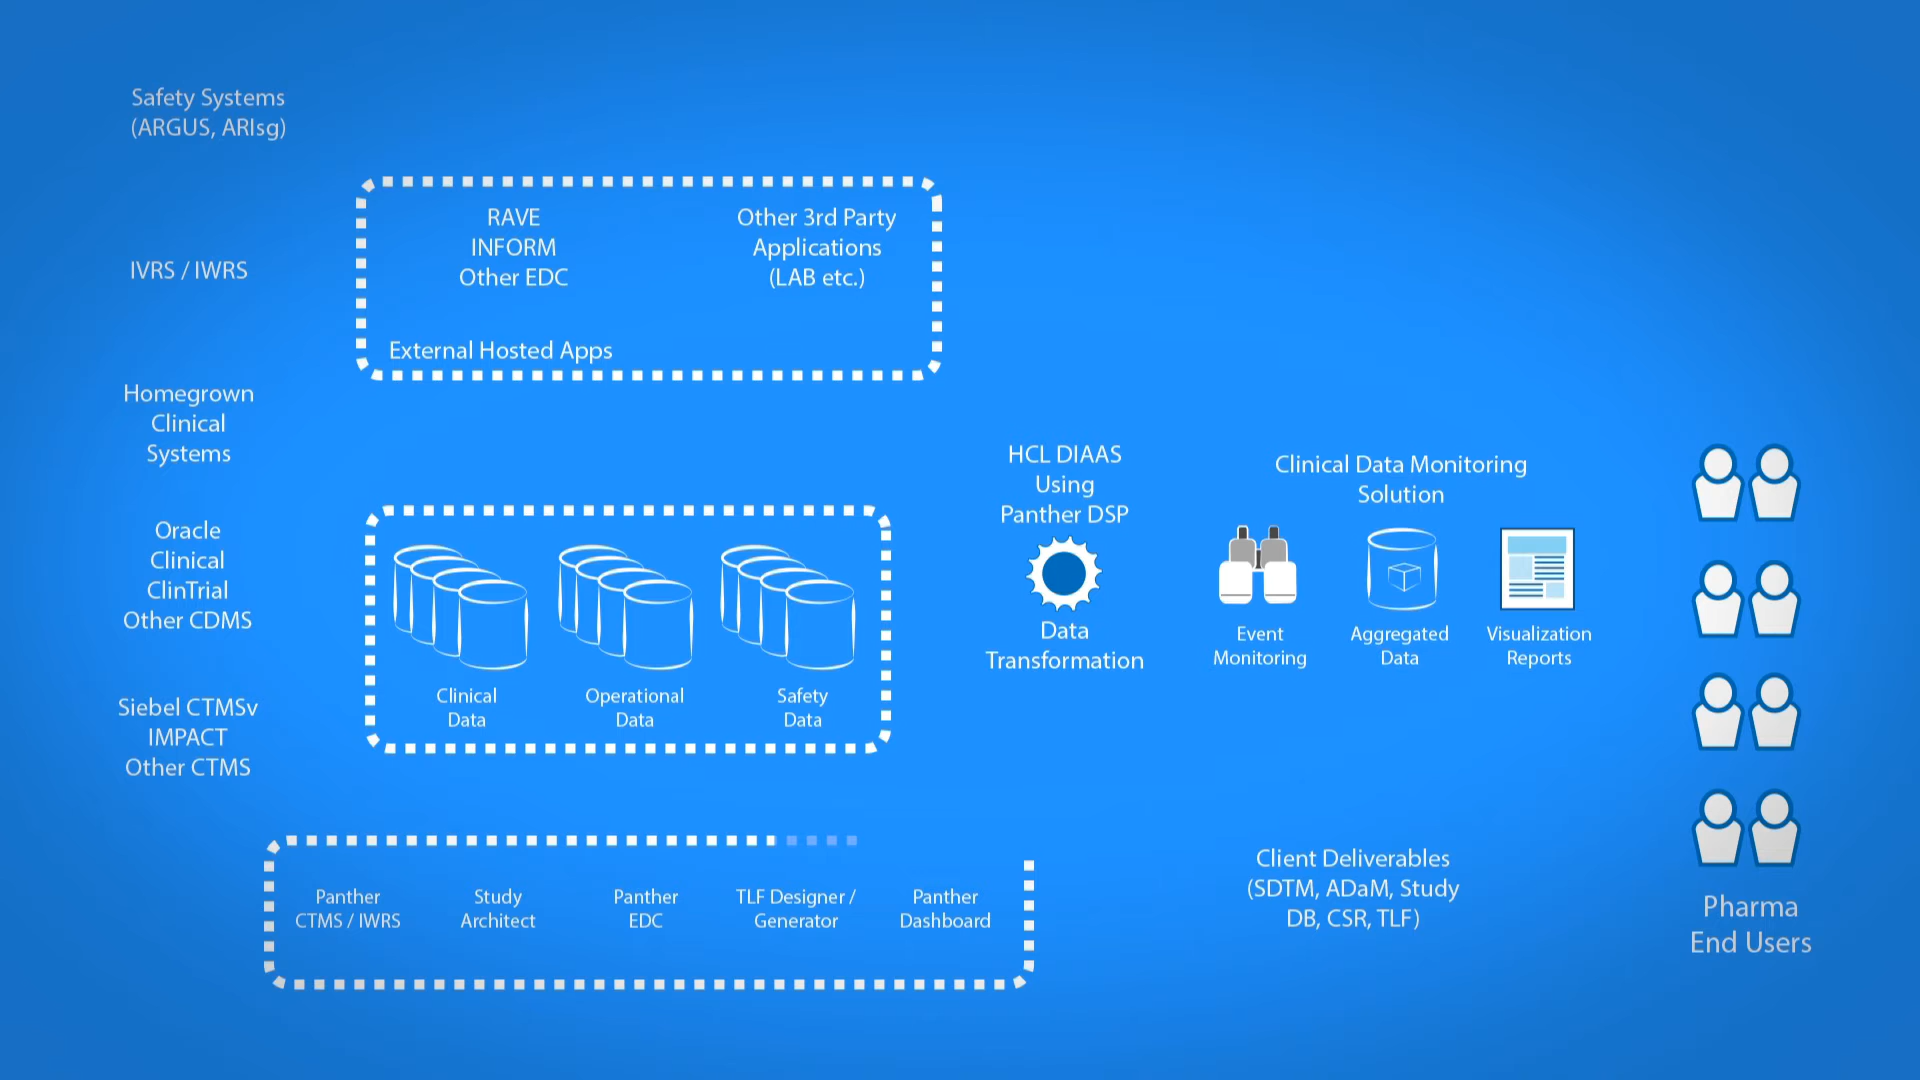 Safety Systems
(ARGUS, ARIsg)
IVRS / IWRS
Homegrown
Clinical
Systems
Oracle
Clinical
ClinTrial
Other CDMS
Siebel CTMSv
IMPACT
Other CTMS
RAVE
INFORM
Other EDC
Other 3rd Party
Applications
(LAB etc.)
External Hosted Apps
Clinical
Data
Operational
Data
Safety
Data
Panther
CTMS / IWRS
Study
Architect
Panther
EDC
TLF Designer /
Generator
Panther
Dashboard
HCL DIAAS
Using
Panther DSP
Data
Transformation
Clinical Data Monitoring
Solution
Event
Monitoring
Aggregated
Data
Visualization
Reports
Client Deliverables
(SDTM, ADaM, Study
DB, CSR, TLF)
Pharma
End Users